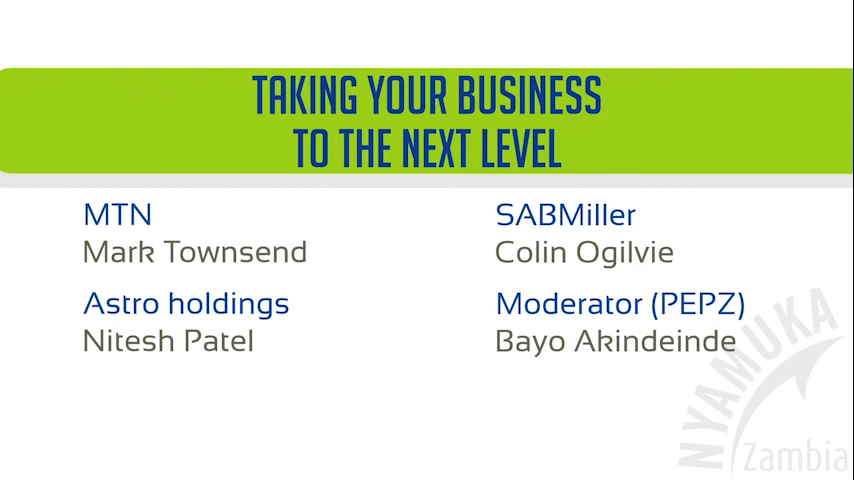 TAKING YOUR BUSINESS
TO THE NEXT LEVEL
MTN
Mark Townsend
SABMiller
Colin Ogilvie
Astro holdings
Nitesh Patel
Moderator (PEPZ)
Bayo Akindeinde
NYAMUKA
Zambia